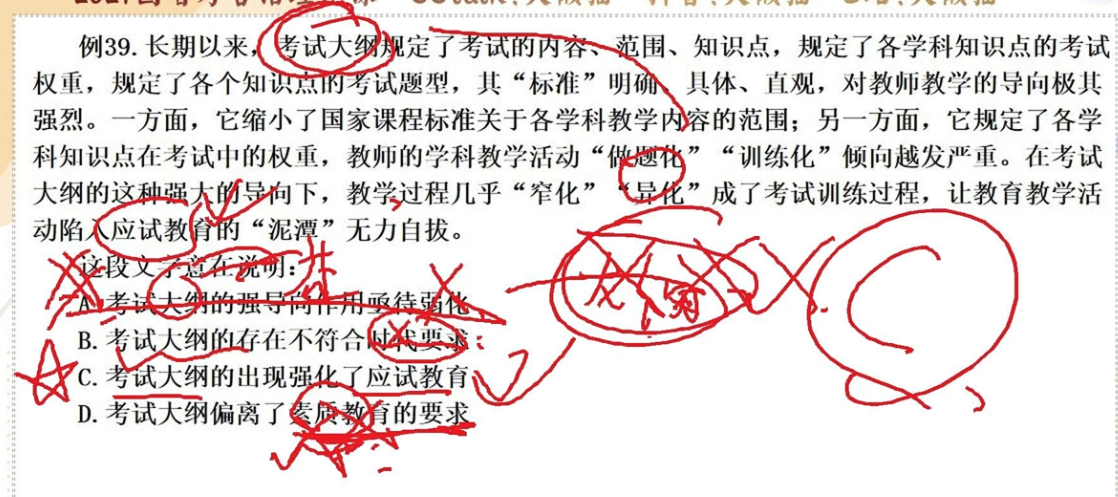 例39.长期以来，考试大纲规定了考试的内容、范围、知识点，规定了各学科知识点的考试
权重，规定了各个知识点的考试题型，其“标准”明确、具体、直观，对教师教学的导向极其
强烈。一方面，它缩小了国家课程标准关于各学科教学内容的范围；另一方面，它规定了各学
科知识点在考试中的权重，教师的学科教学活动“做题化”“训练化”倾向越发严重。在考试
大纲的这种强大的导向下，教学过程几乎“窄化”“异化”成了考试训练过程，让教育教学活
动陷入应试教育的“泥潭”无力自拔。
这段文字意在说明：
A.考试大纲的强导向作用亟待弱化
B.考试大纲的存在不符合时代要求
C.考试大纲的出现强化了应试教育
D.考试大纲偏离了素质教育的要求